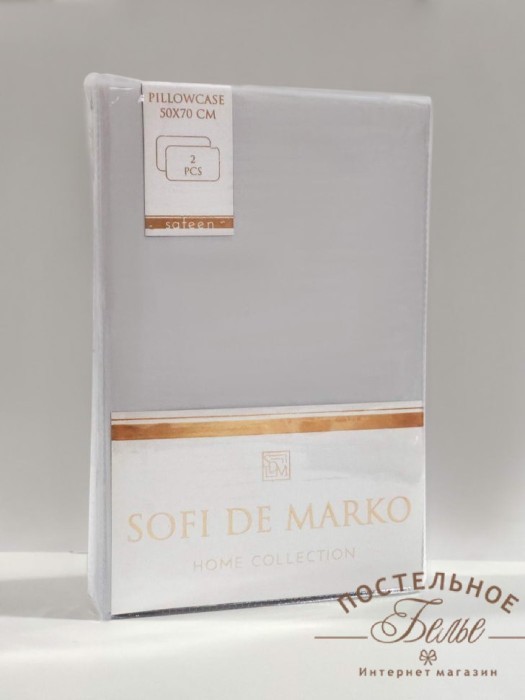 PILLOWCASE
50X70 CM
2
PCS
sateen
SDM
SOFI DE MARKO
HOME COLLECTION
ПОСТЕЛЬНОЕ
Белье
Интернет магазин